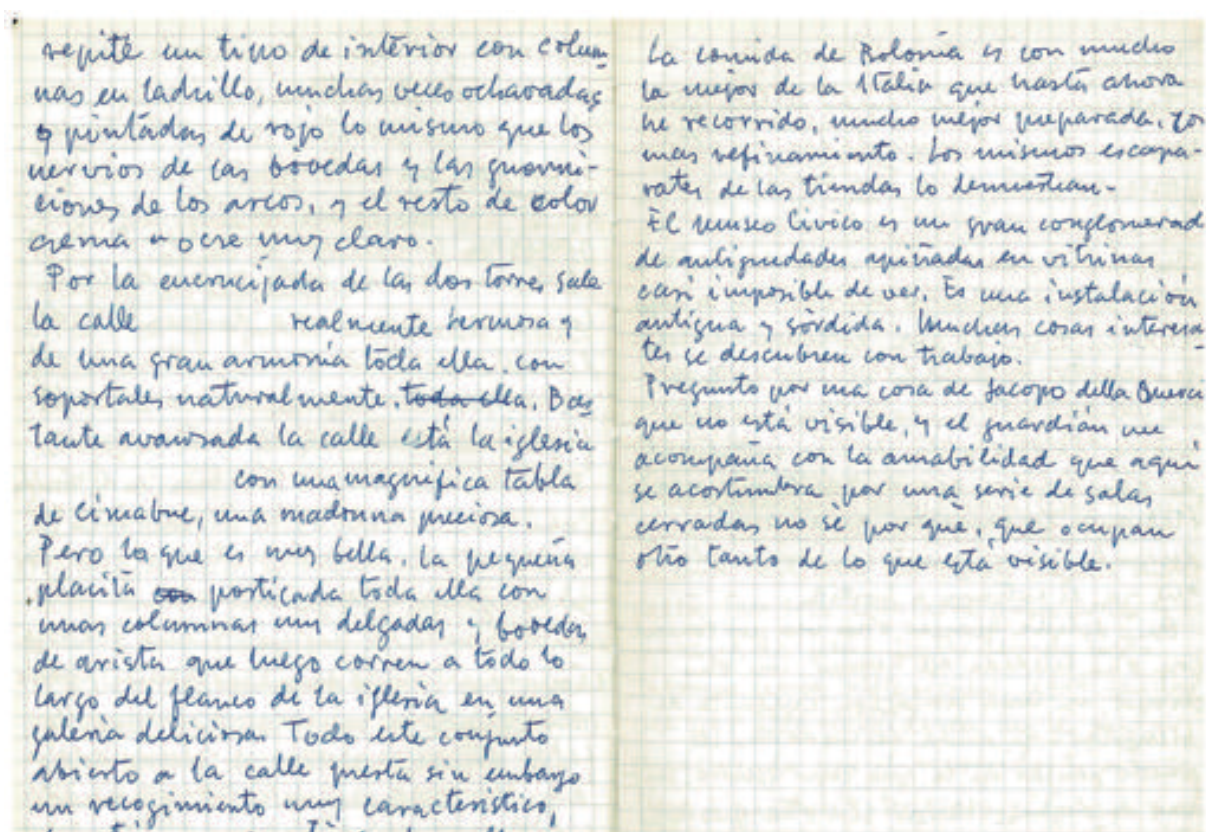 repite un tipo de interior con colum
nas en ladrillo, muchas veces ochavadas
y pintadas de rojo lo mismo que los
nervios de las bovedas y las guarni-
ciones de los arcos, y el resto de color
crema u ocre muy claro.
Por la encrucijada de las dos torres sale
la calle realmente hermosa y
de una gran armonía toda ella. con
soportales naturalmente. toda ella. Bas
tante avanzada la calle está la iglesia
con una magnifica tabla
de Cimabue, una madonna preciosa.
Pero lo que es muy bella. La pequeña
placita con porticada toda ella con
unas columnas muy delgadas y bovedas
de arista que luego corren a todo lo
largo del flanco de la iglesia en una
galeria deliciosa Todo este conjunto
abierto a la calle presta sin embargo
un recogimiento muy caracteristico,
La comida de Bolonia es con mucho
la mejor de la Italia que hasta ahora
he recorrido, mucho mejor preparada, con
mas refinamiento. Los mismos escapa-
rates de las tiendas lo demuestran-
El museo Civico es un gran conglomerad
de antiguedades apiñadas en vitrinas
casi imposible de ver. Es una instalación
antigua y sórdida. Muchas cosas interesa
tes se descubren con trabajo.
Pregunto por una cosa de Jacopo della Querci
que no está visible, y el guardián me
acompaña con la amabilidad que aqui
se acostumbra por una serie de salas
cerradas no sé por qué, que ocupan
otro tanto de lo que está visible.